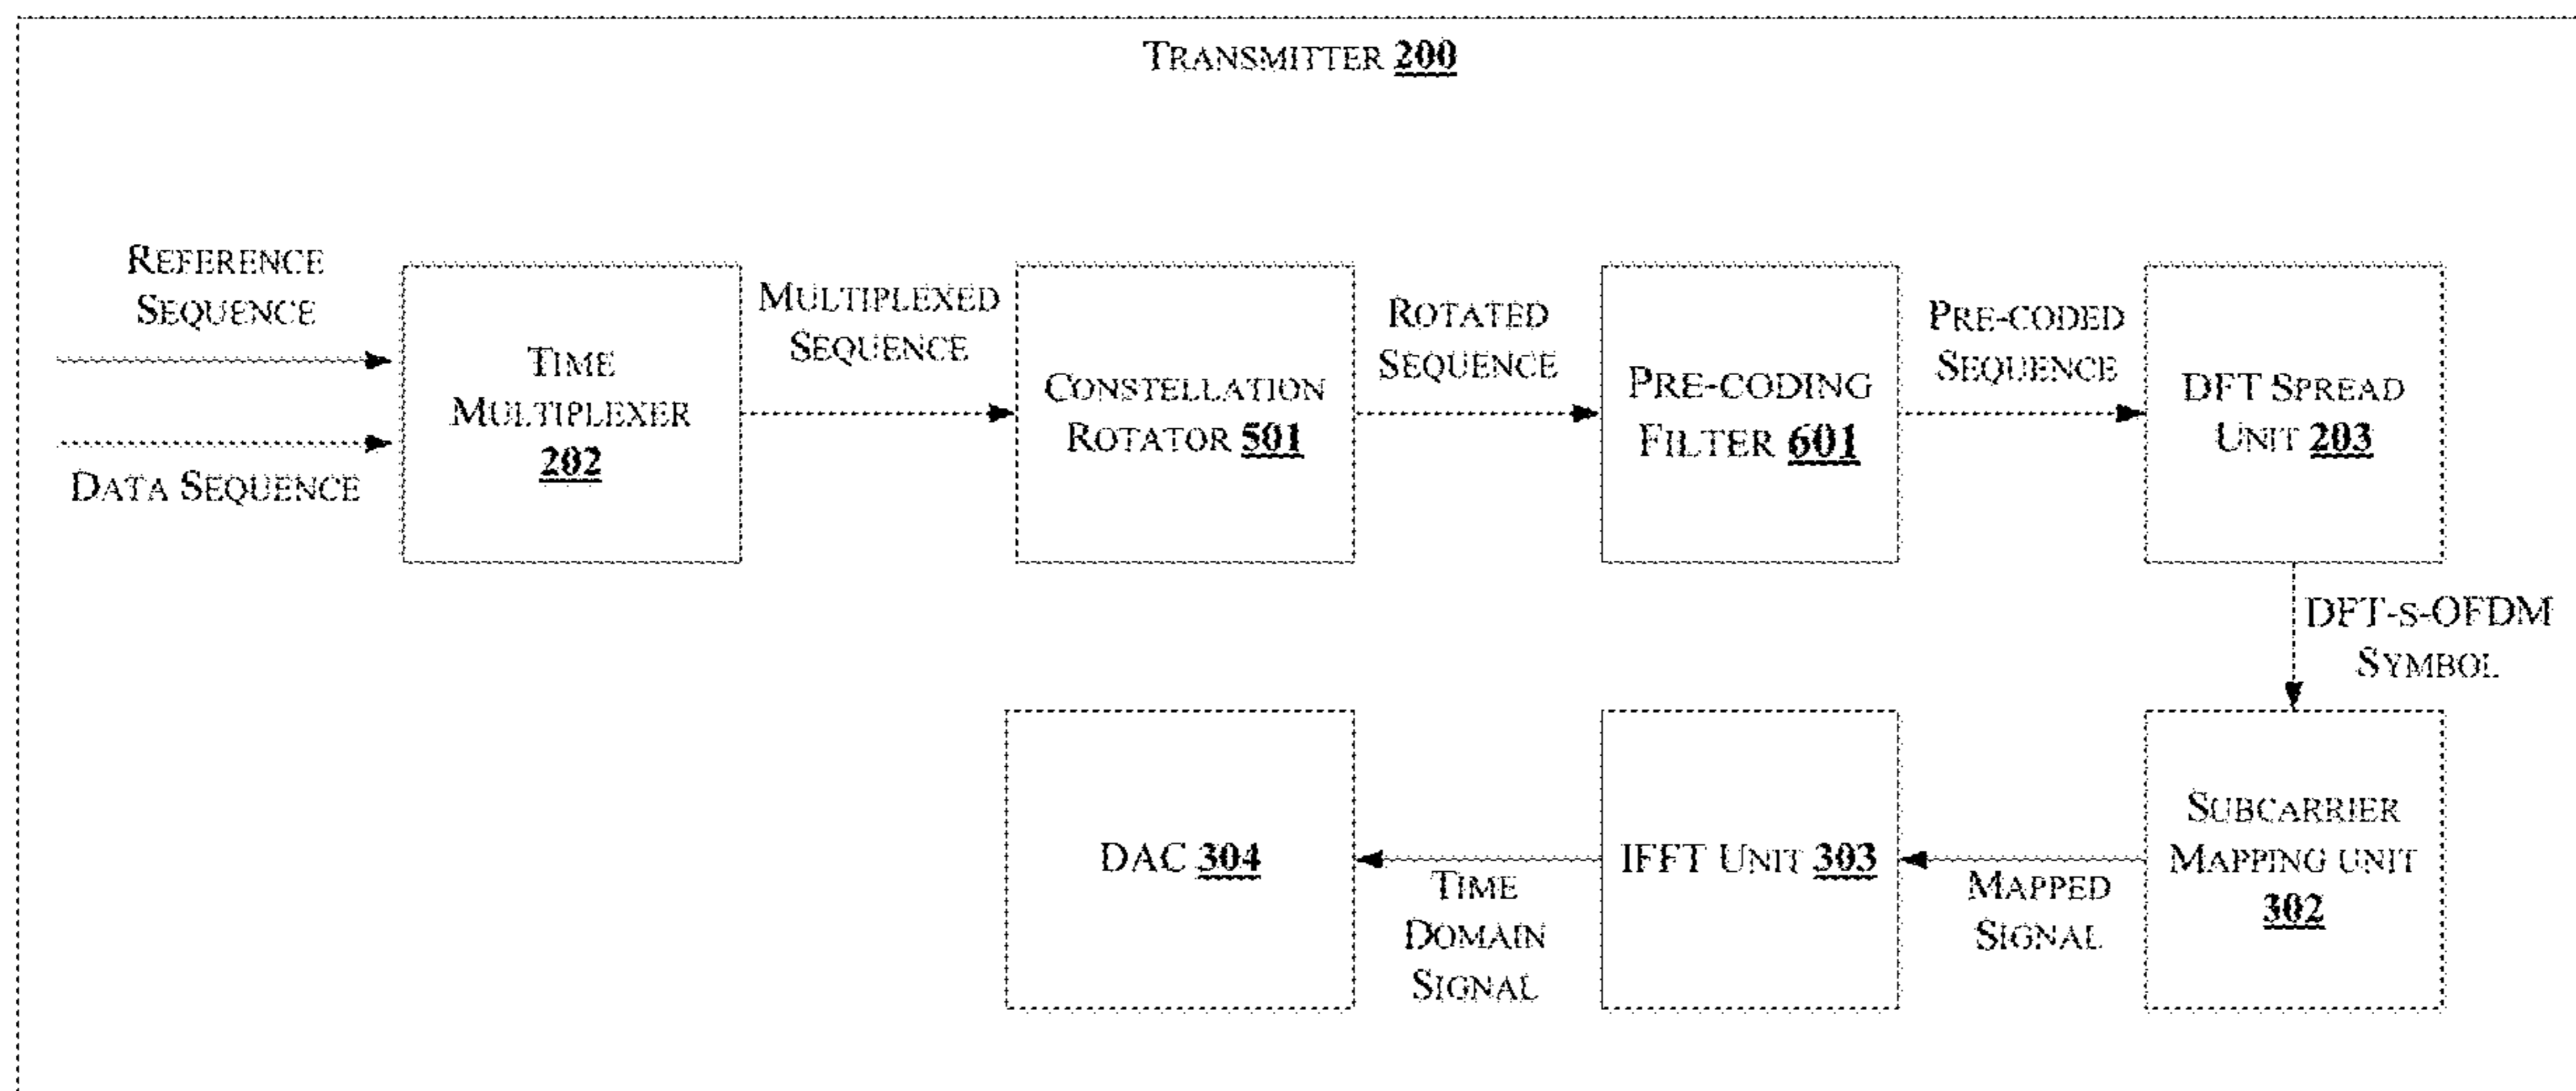 TRANSMITTER 200
REFERENCE
SEQUENCE
DATA SEQUENCE
TIME
MULTIPLEXER
202
MULTIPLEXED
SEQUENCE
CONSTELLATION
ROTATOR 501
ROTATED
SEQUENCE
PRE-CODING
FILTER 601
PRE-CODED
SEQUENCE
DFT SPREAD
UNIT 203
DFT-S-OFDM
SYMBOL
SUBCARRIER
MAPPING UNIT
302
MAPPED
SIGNAL
IFFT UNIT 303
TIME
DOMAIN
SIGNAL
DAC 304